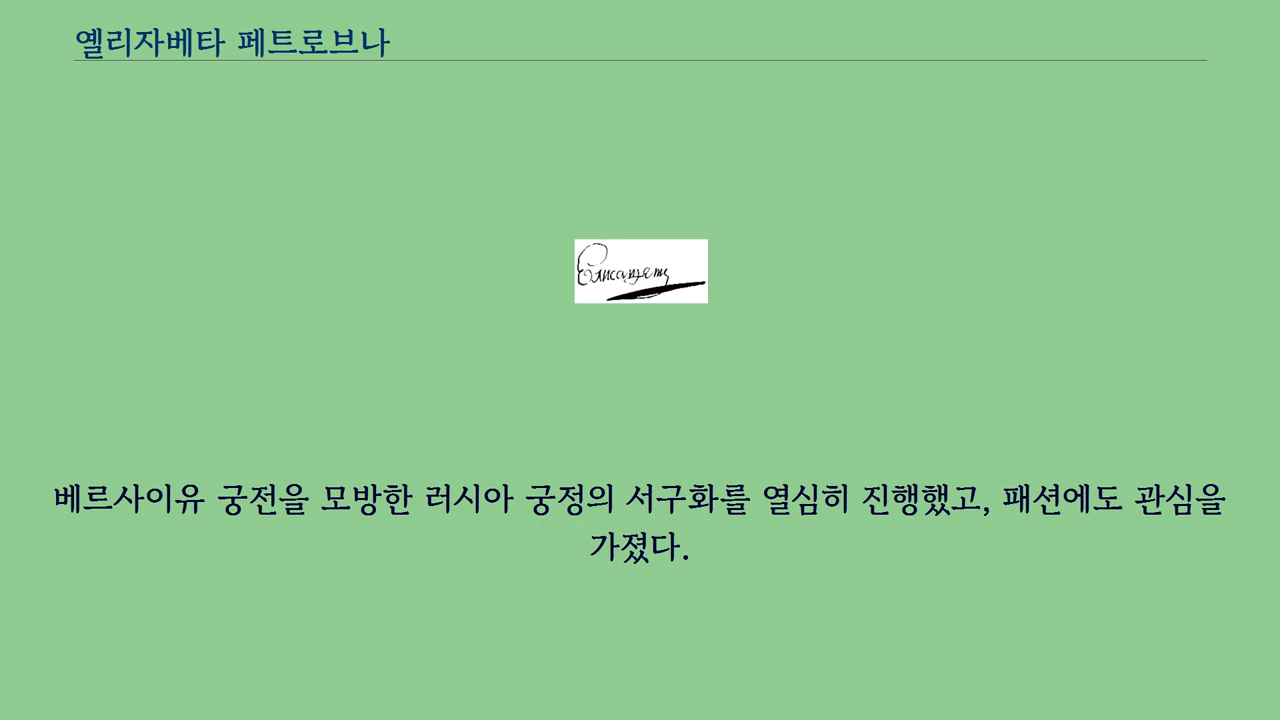 옐리자베타 페트로브나
Елисаветъ
베르사이유 궁전을 모방한 러시아 궁정의 서구화를 열심히 진행했고, 패션에도 관심을
가졌다.